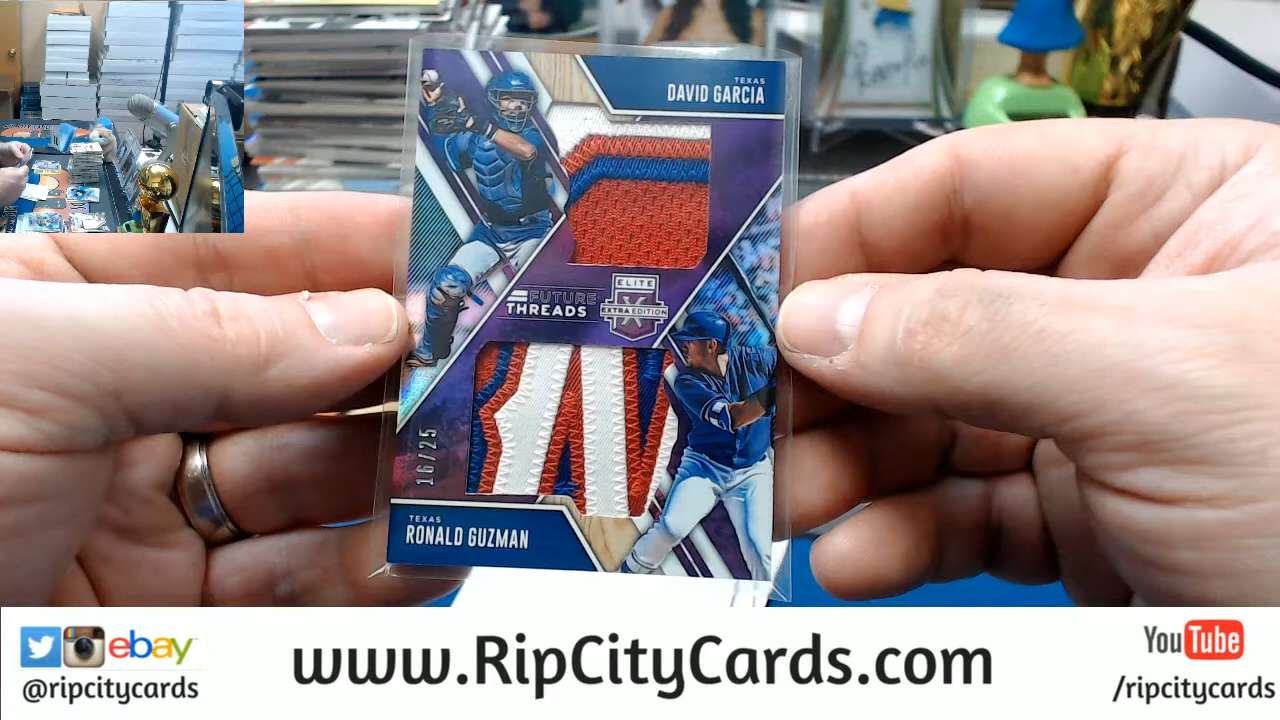 TEXAS
DAVID GARCIA
FUTURE
THREADS
ELITE
X
EXTRA EDITION
16/25
TEXAS
RONALD GUZMAN
ebay
@ripcitycards
www.RipCityCards.com
YouTube
/ripcitycards